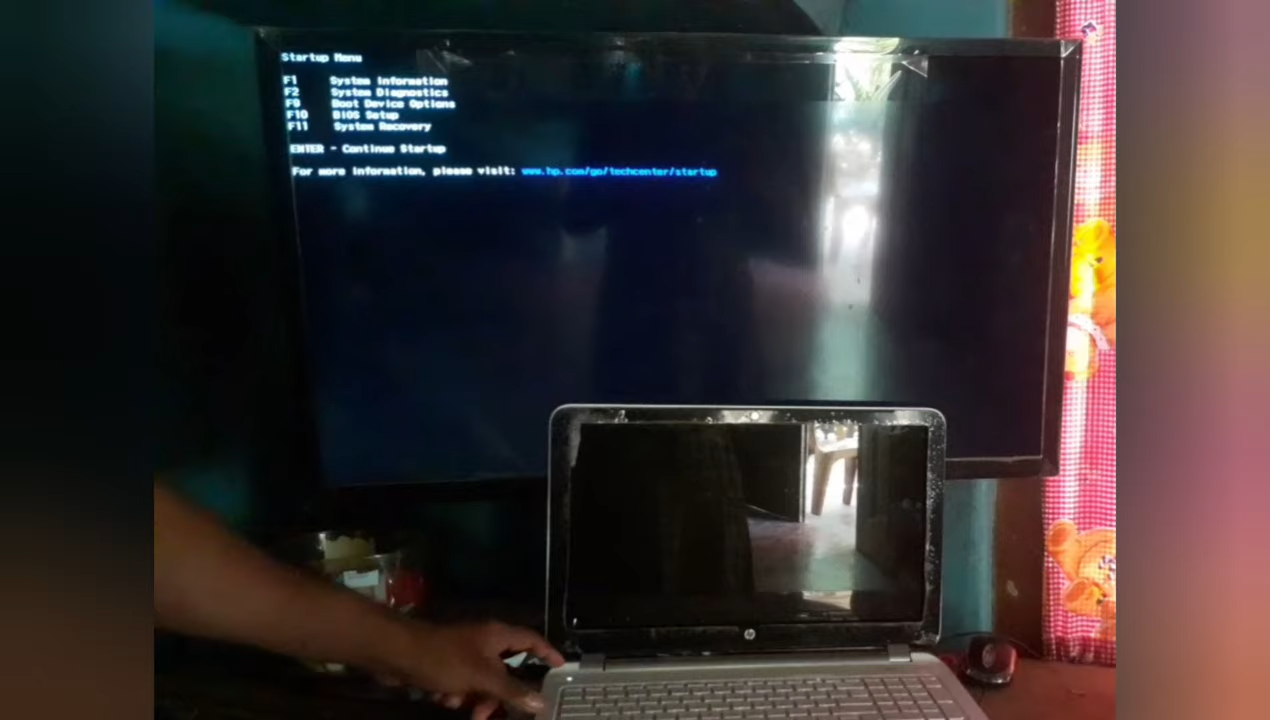 Startup Menu
F1 System Information
F2 System Diagnostics
F9 Boot Device Options
F10 BIOS Setup
F11 System Recovery
ENTER - Continue Startup
For more information, please visit: www.hp.com/go/techcenter/startup
hp